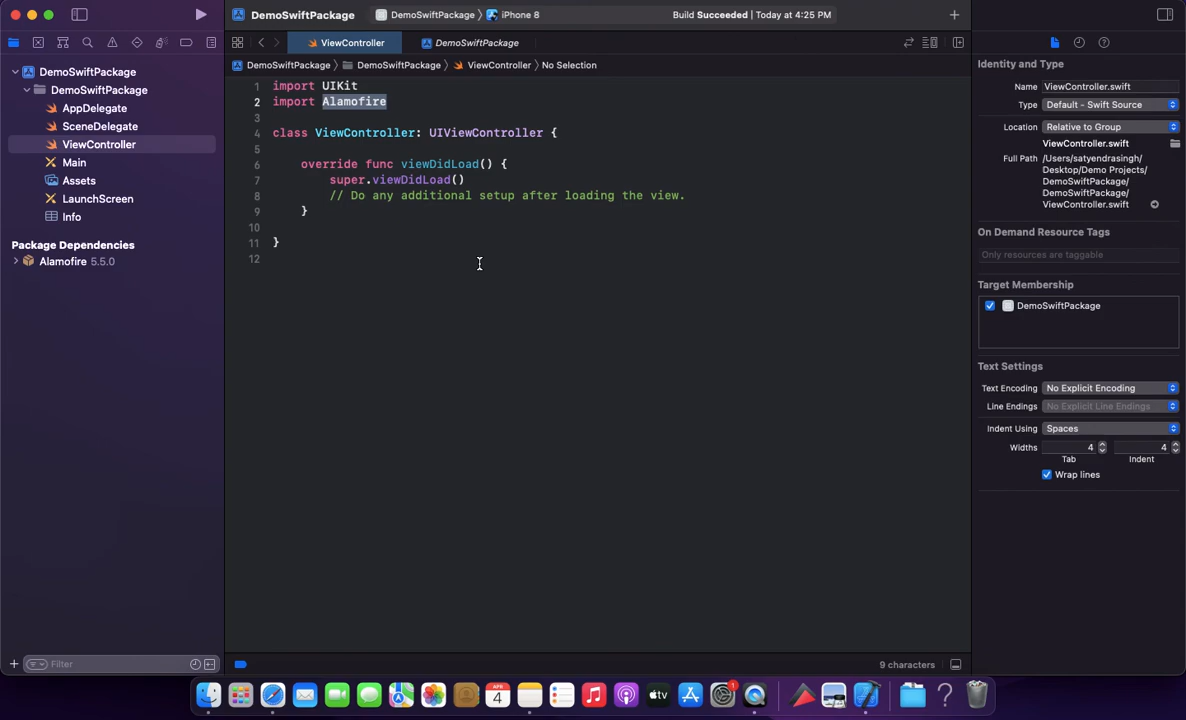 DemoSwiftPackage
DemoSwiftPackage
iPhone 8
Build Succeeded | Today at 4:25 PM
ViewController
DemoSwiftPackage
DemoSwiftPackage
DemoSwiftPackage
ViewController
No Selection
DemoSwiftPackage
DemoSwiftPackage
AppDelegate
SceneDelegate
ViewController
Main
Assets
LaunchScreen
Info
Package Dependencies
Alamofire 5.5.0
Filter
1 import UIKit
2 import Alamofire
3
4 class ViewController: UIViewController {
5
6 override func viewDidLoad() {
7 super.viewDidLoad()
8 // Do any additional setup after loading the view.
9 }
10
11 }
12
9 characters
Identity and Type
Name ViewController.swift
Type Default - Swift Source
Location Relative to Group
ViewController.swift
Full Path /Users/satyendrasingh/
Desktop/Demo Projects/
DemoSwiftPackage/
DemoSwiftPackage/
ViewController.swift
On Demand Resource Tags
Only resources are taggable
Target Membership
DemoSwiftPackage
Text Settings
Text Encoding No Explicit Encoding
Line Endings No Explicit Line Endings
Indent Using Spaces
Widths 4 4
Tab Indent
Wrap lines
APR
4
tv
1